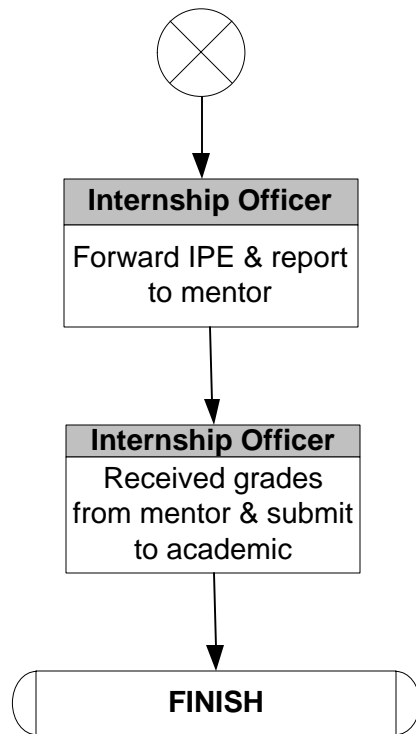 Internship Officer
Forward IPE & report
to mentor
Internship Officer
Received grades
from mentor & submit
to academic
FINISH